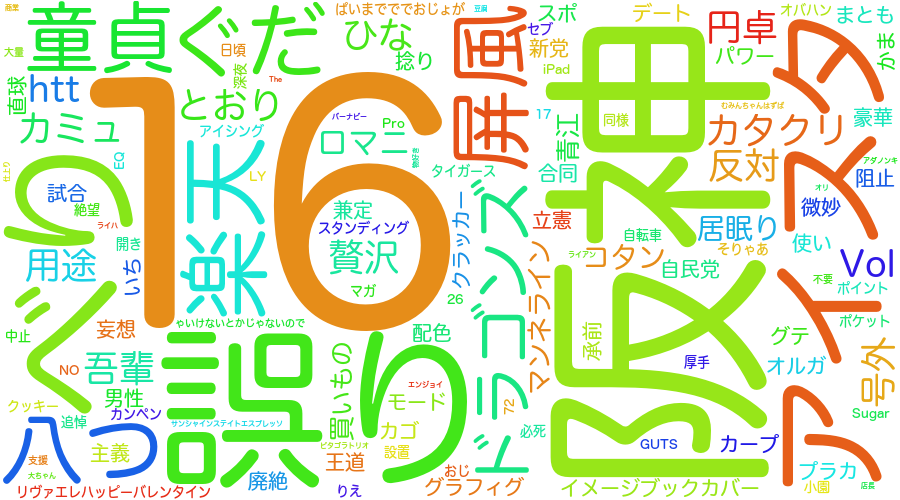 童貞
ぐだ
ぱいまでででおじょが
ひな
屏風
スポ
セブ
新党
iPad
デート
円卓
パワー
オバハン
まとも
かま
大量
日頃
深夜
The
捻り
直球
htt
とおり
カミュ
アイシング
バーナビー
Pro
ロマニ
タイガース
17
青江
合同
同様
むみんちゃんはずば
カタクリ
反対
豪華
アダノンキ
阻止
EQ
LY
16
楽天
阪神
アイスタ
ドラゴンズ
試合
絶望
ライハ
開き
用途
いち
兼定
スタンディング
贅沢
マガ
クラッカー
26
立憲
自転車
ライアン
コタン
自民党
居眠り
そりゃあ
オリ
微妙
使い
Vol
不要
ポイント
ポケット
中止
妄想
ゃいけないとかじゃないので
配色
マンネライン
承前
厚手
グテ
オルガ
号外
NO
吾輩
男性
クッキー
追悼
カンペン
サンシャインステイトエスプレッソ
買いもの
エンジョイ
モード
カゴ
設置
72
必死
GUTS
カープ
Sugar
八つ
主義
支援
大ちゃん
廃絶
ピタゴラトリオ
王道
おじ
グラフィグ
イメージブックカバー
プラカ
小園
店長
リヴァエレハッピーバレンタイン
りえ